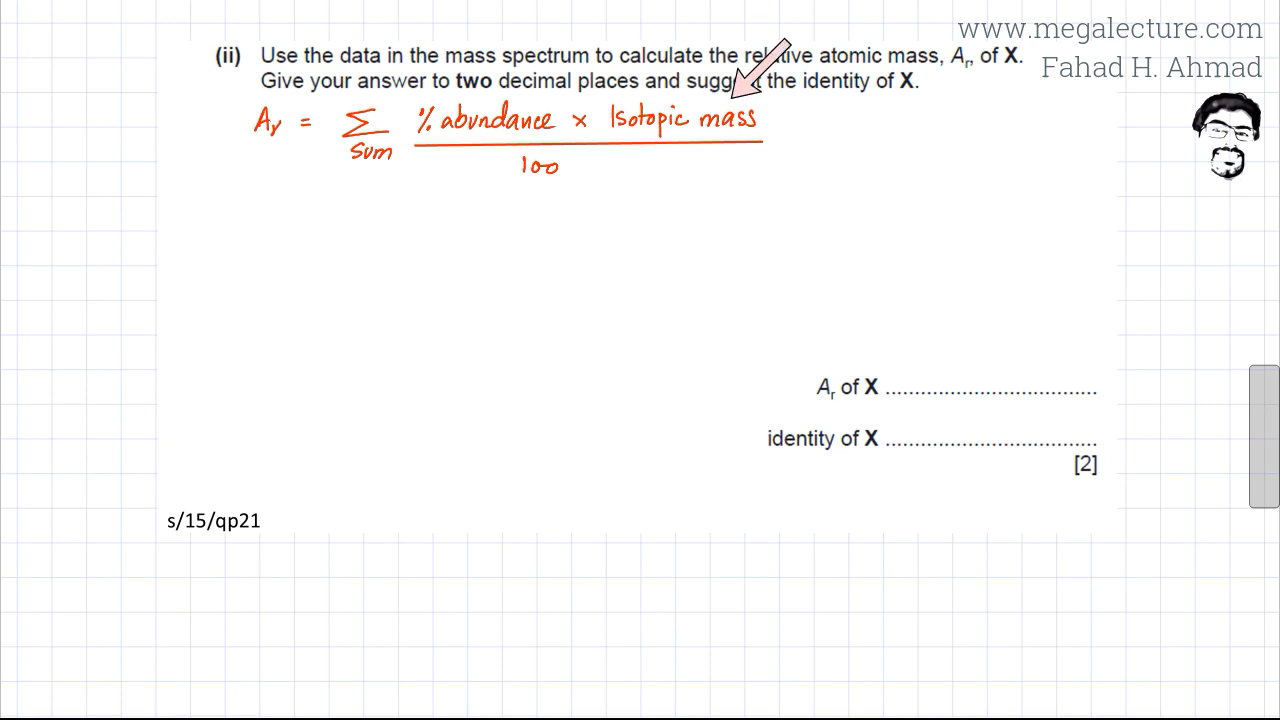 www.megalecture.com
Fahad H. Ahmad
(ii) Use the data in the mass spectrum to calculate the relative atomic mass, Ar, of X.
Give your answer to two decimal places and suggest the identity of X.
Ar = Σ % abundance × Isotopic mass
Sum
100
Ar of X ....................................
identity of X ....................................
[2]
s/15/qp21